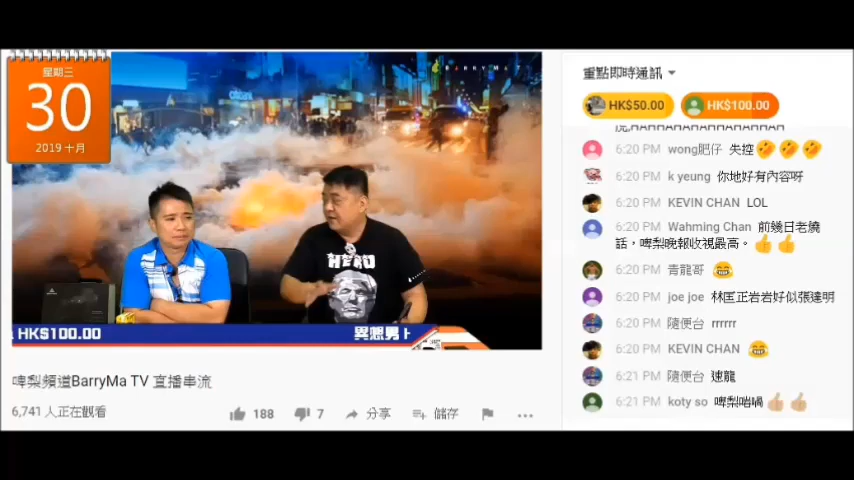 星期三
30
2019 十月
BARRYMA
HERO
HK$100.00
異想男
啤梨頻道BarryMa TV 直播串流
6,741 人正在觀看
188
7
分享
儲存
重點即時通訊
HK$50.00
HK$100.00
6:20 PM wong肥仔 失控🤣🤣🤣
6:20 PM k yeung 你地好有內容呀
6:20 PM KEVIN CHAN LOL
6:20 PM Wahming Chan 前幾日老饒
話，啤梨晚報收視最高。👍👍
6:20 PM 青龍哥 😂
6:20 PM joe joe 林匡正岩岩好似張達明
6:20 PM 隨便台 rrrrrr
6:20 PM KEVIN CHAN 😂
6:21 PM 隨便台 速龍
6:21 PM koty so 啤梨啱喎👍🏼👍🏼